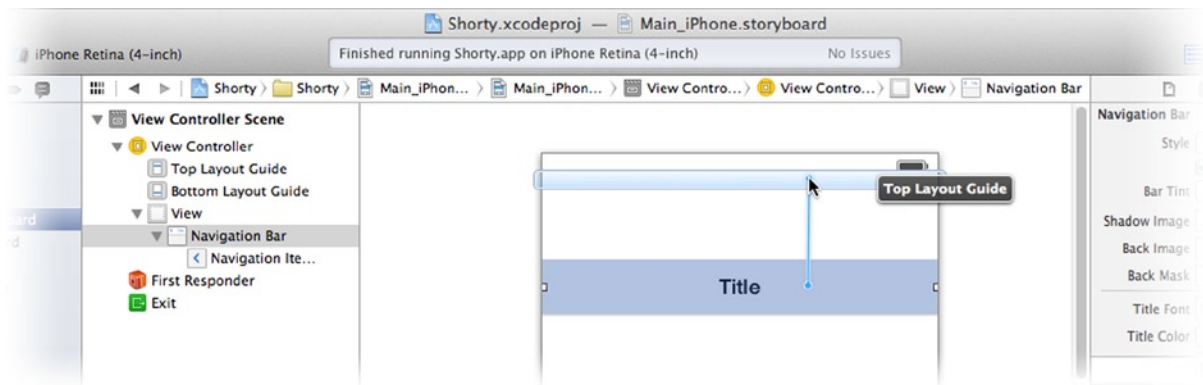 Shorty.xcodeproj — Main_iPhone.storyboard
iPhone Retina (4-inch)
Finished running Shorty.app on iPhone Retina (4-inch)
No Issues
Shorty
Shorty
Main_iPhon...
Main_iPhon...
View Contro...
View Contro...
View
Navigation Bar
View Controller Scene
View Controller
Top Layout Guide
Bottom Layout Guide
View
Navigation Bar
Navigation Ite...
First Responder
Exit
Top Layout Guide
Title
Navigation Bar
Style
Bar Tint
Shadow Image
Back Image
Back Mask
Title Font
Title Color